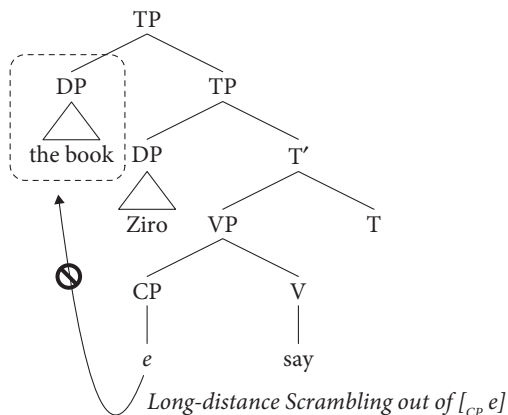 TP
DP TP
the book DP T′
Ziro VP T
CP V
e say
Long-distance Scrambling out of [CP e]